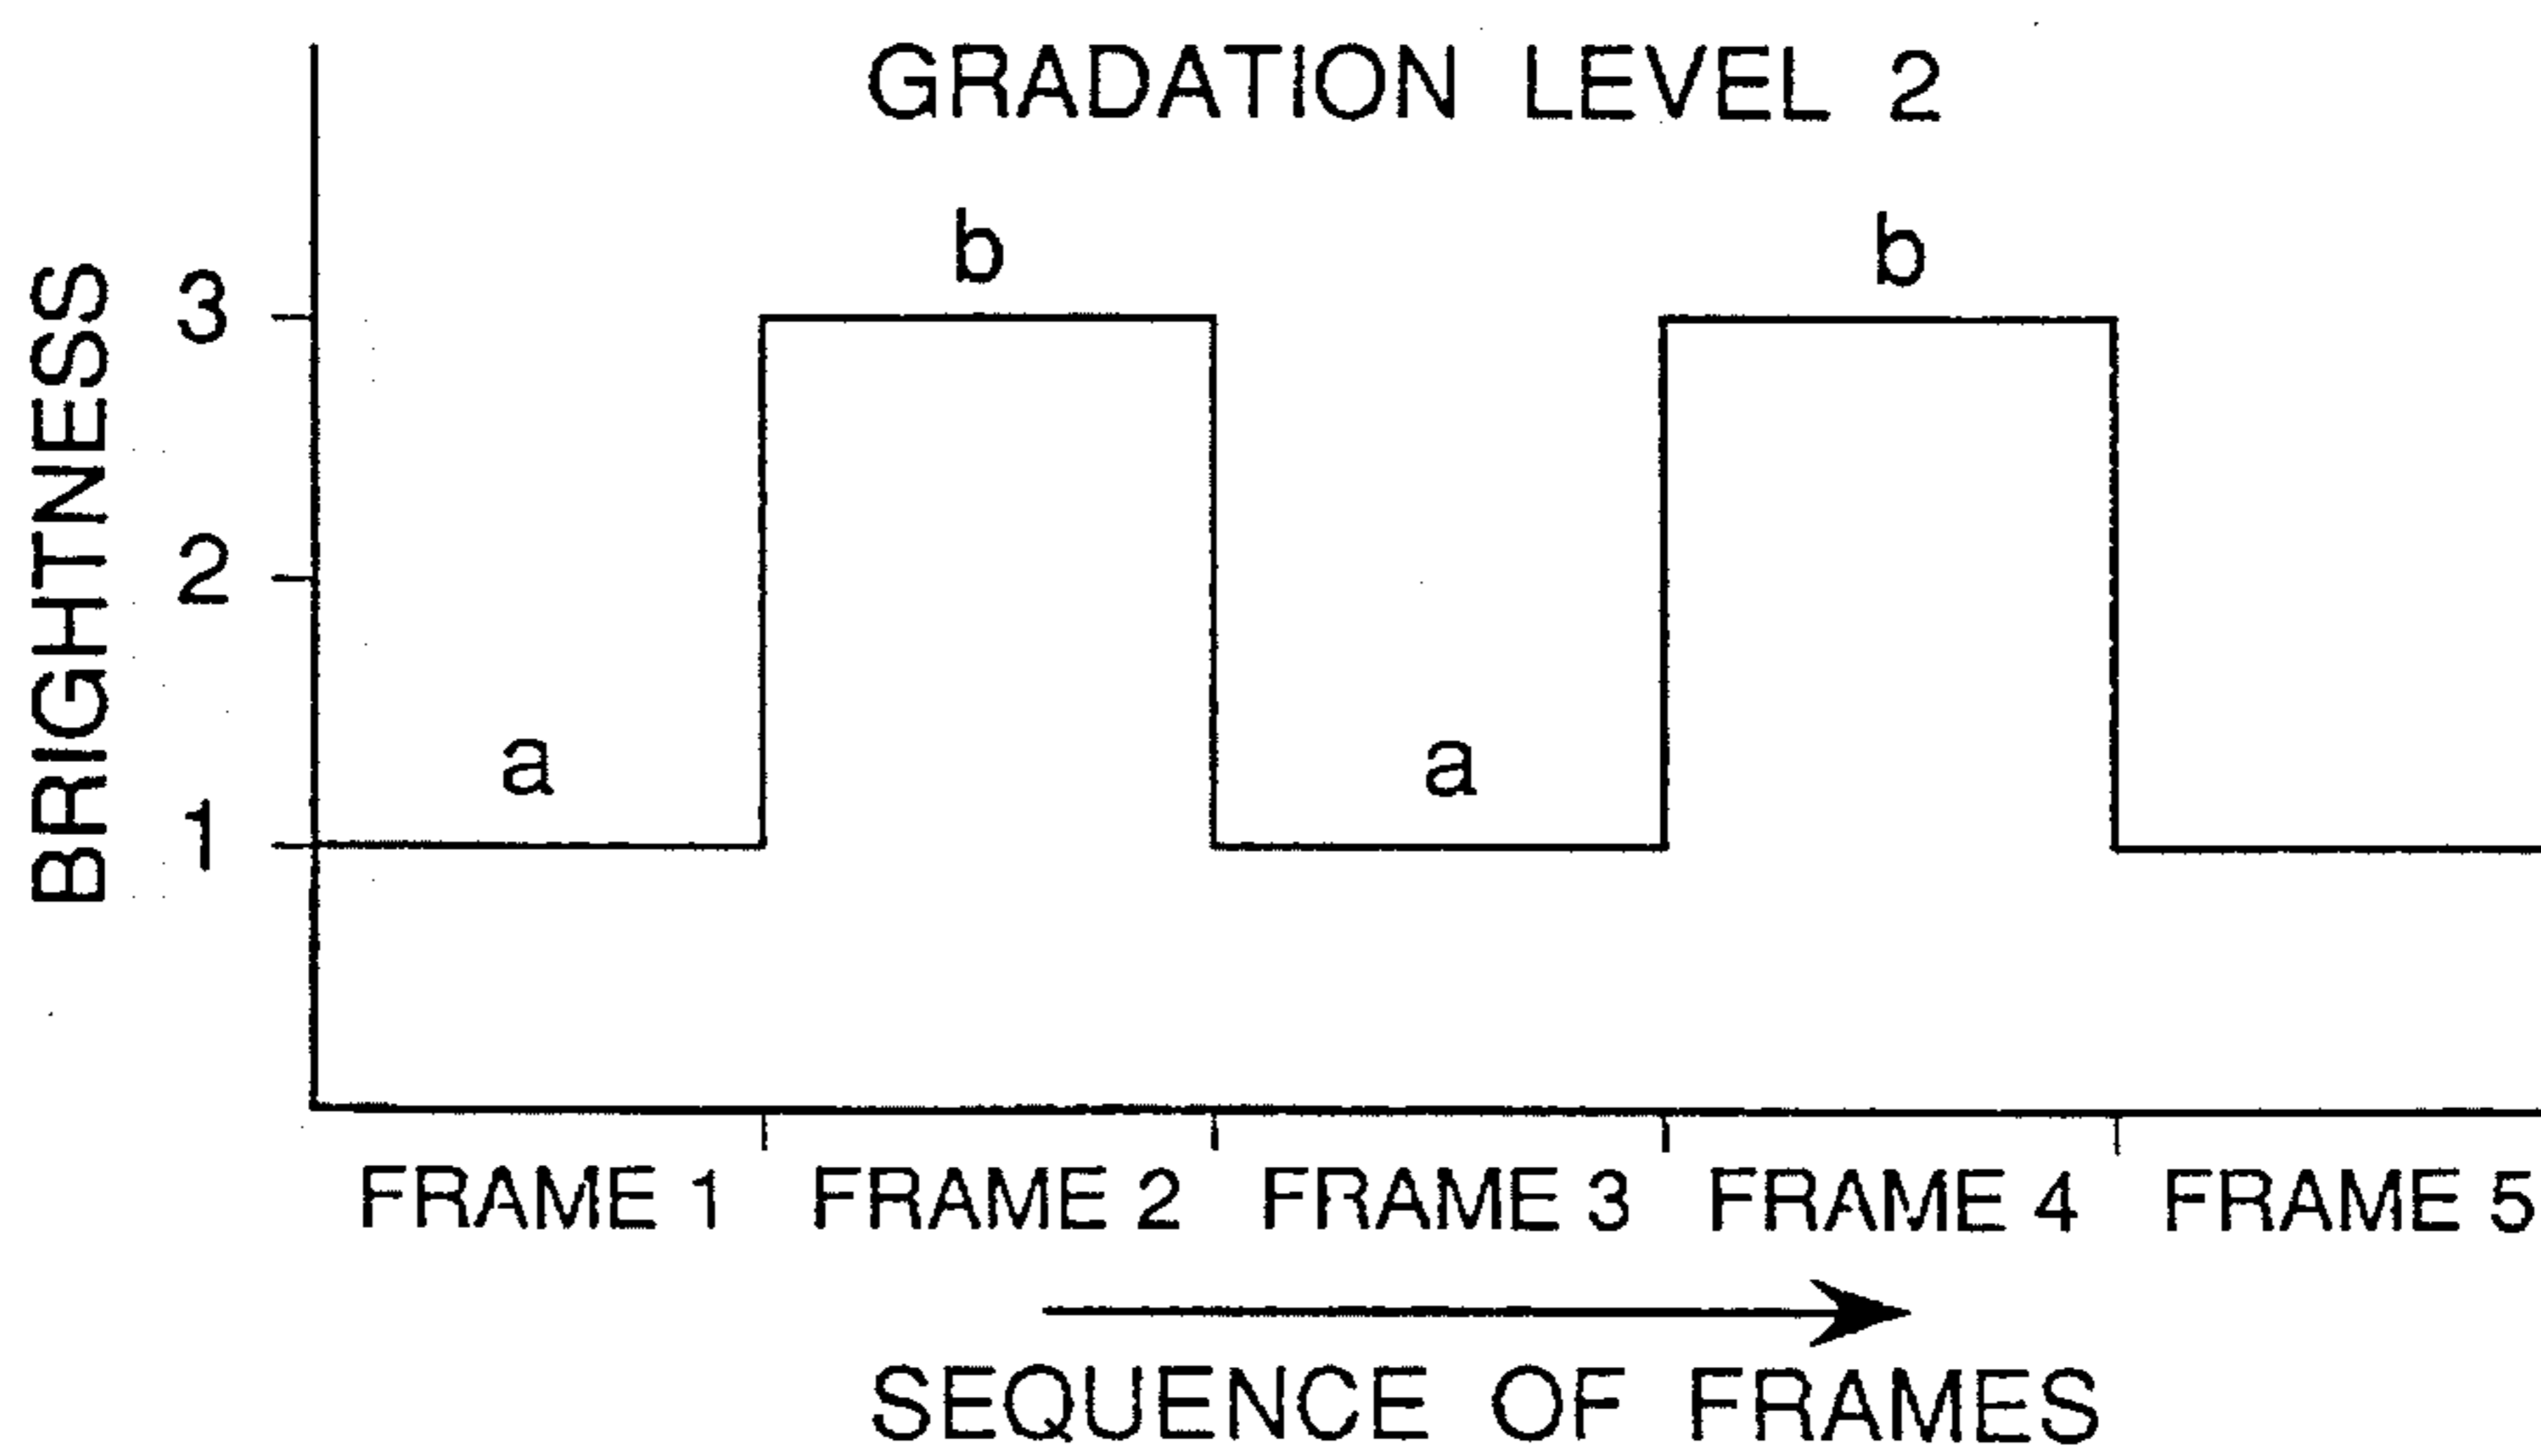 GRADATION LEVEL 2
BRIGHTNESS
3
2
1
b
b
a
a
FRAME 1 FRAME 2 FRAME 3 FRAME 4 FRAME 5
SEQUENCE OF FRAMES